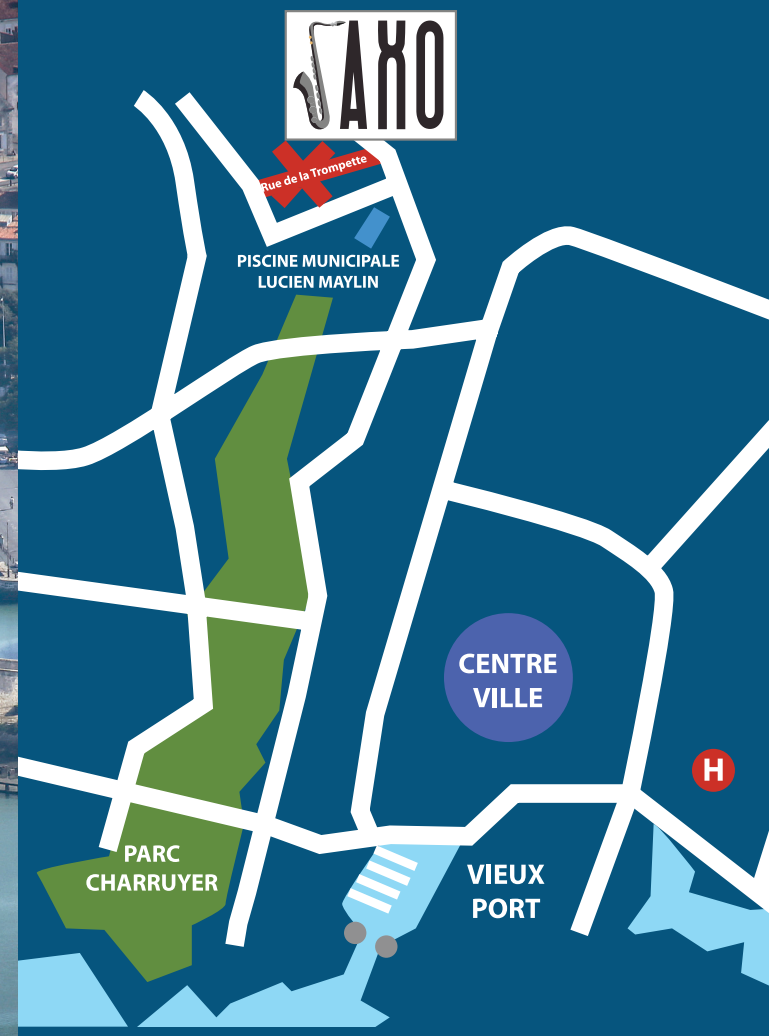 SAXO
Rue de la Trompette
PISCINE MUNICIPALE
LUCIEN MAYLIN
CENTRE
VILLE
H
PARC
CHARRUYER
VIEUX
PORT